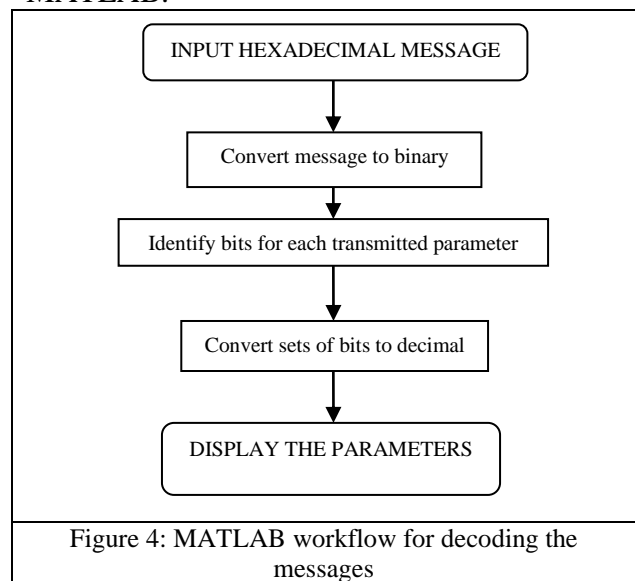 MATLAB.
INPUT HEXADECIMAL MESSAGE
Convert message to binary
Identify bits for each transmitted parameter
Convert sets of bits to decimal
DISPLAY THE PARAMETERS
Figure 4: MATLAB workflow for decoding the
messages